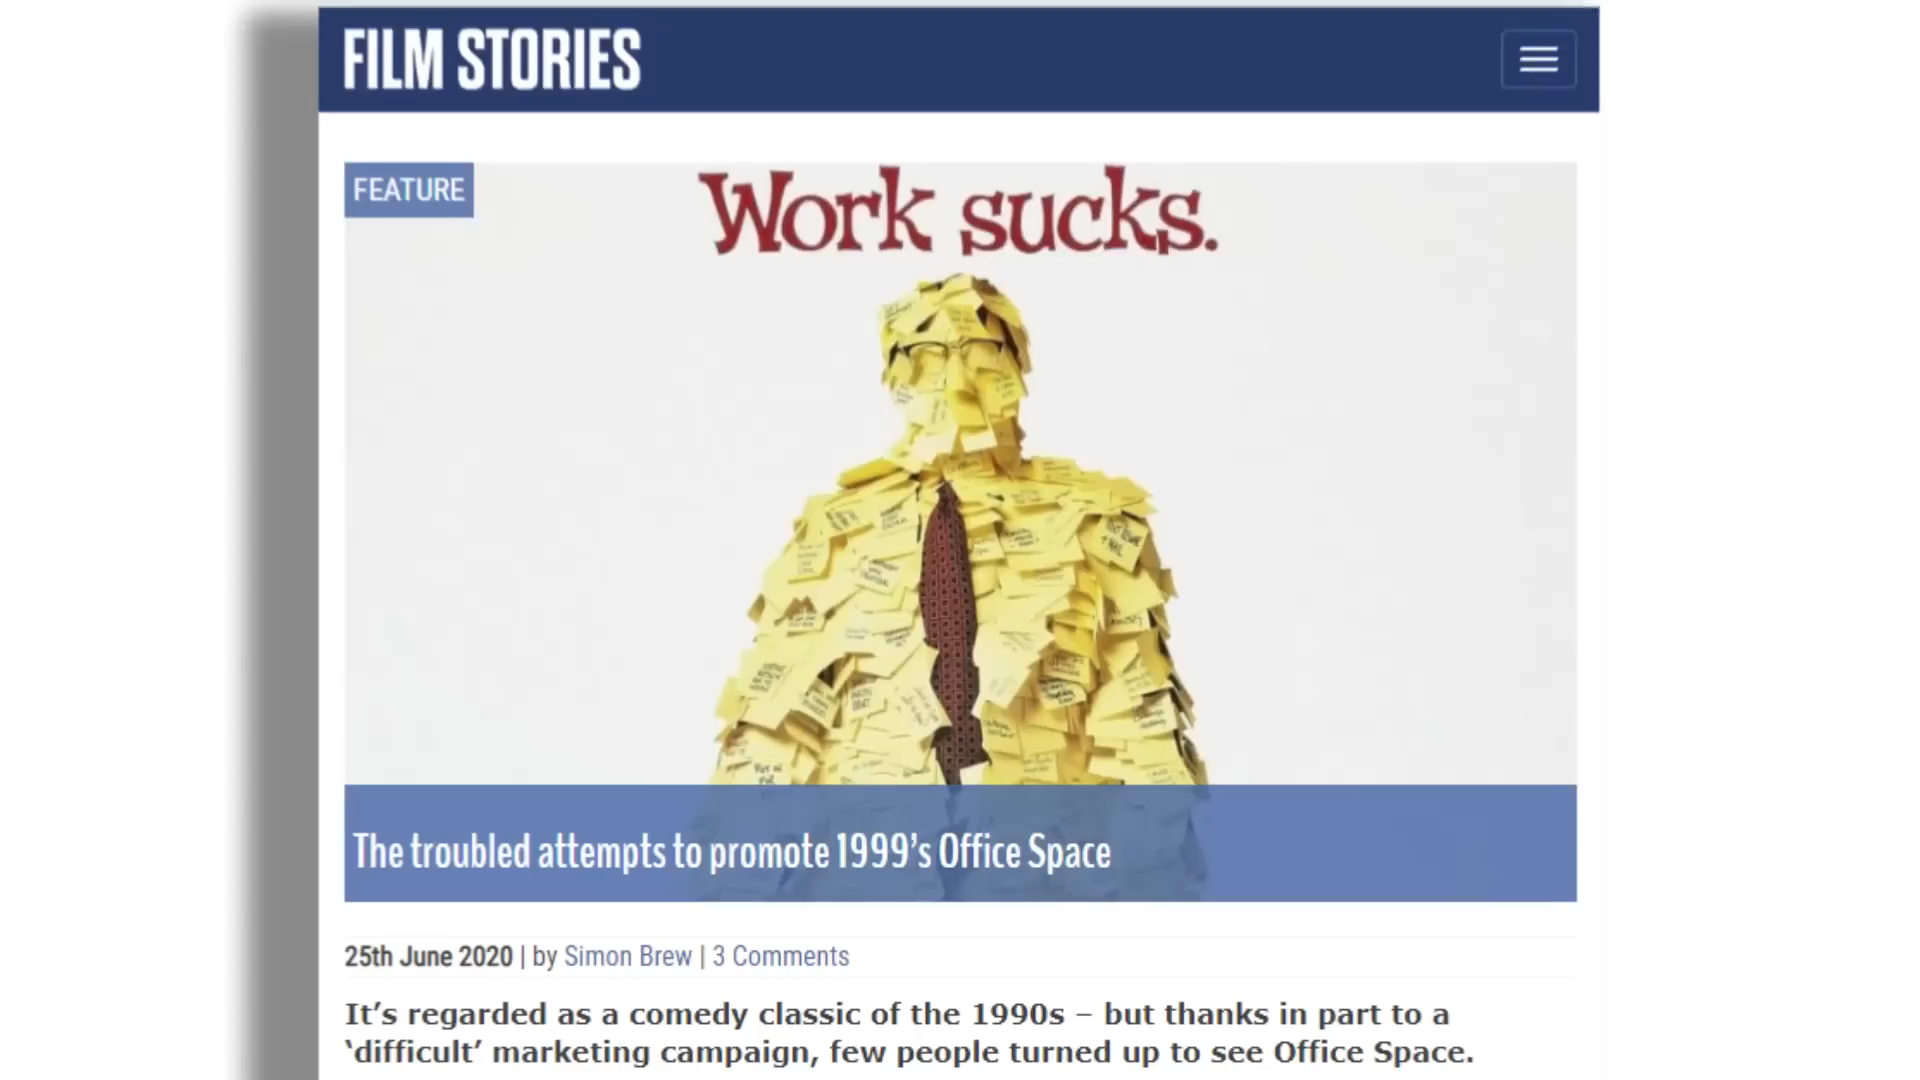 FILM STORIES
FEATURE
Work sucks.
The troubled attempts to promote 1999’s Office Space
25th June 2020 | by Simon Brew | 3 Comments
It’s regarded as a comedy classic of the 1990s – but thanks in part to a
‘difficult’ marketing campaign, few people turned up to see Office Space.